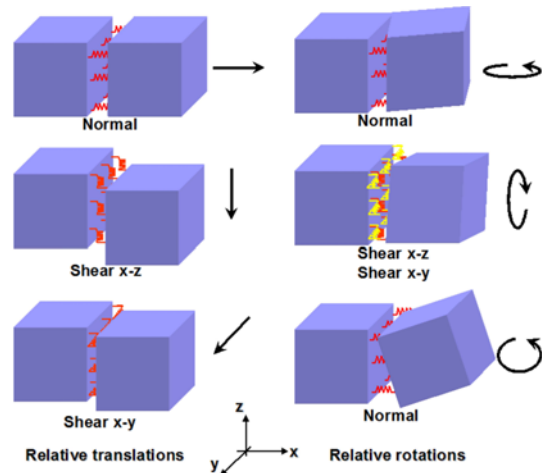 Normal
Normal
Shear x-z
Shear x-z
Shear x-y
Shear x-y
Normal
z
x
y
Relative translations
Relative rotations